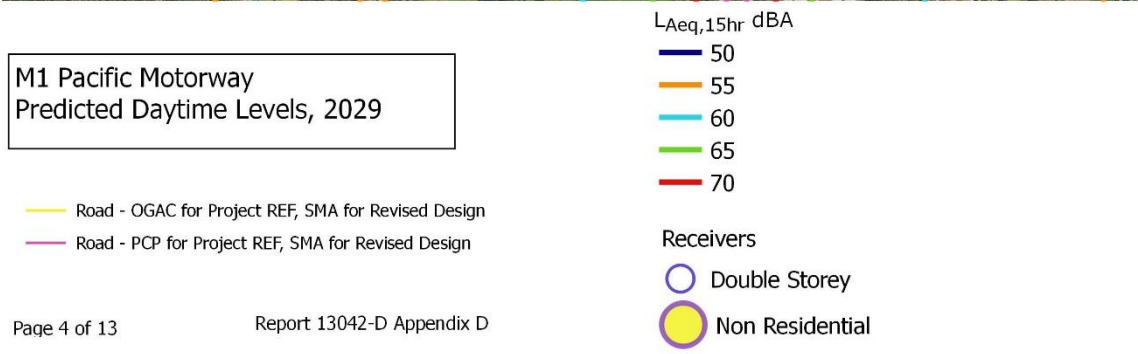 M1 Pacific Motorway
Predicted Daytime Levels, 2029
Road - OGAC for Project REF, SMA for Revised Design
Road - PCP for Project REF, SMA for Revised Design
Page 4 of 13
Report 13042-D Appendix D
LAeq,15hr dBA
50
55
60
65
70
Receivers
Double Storey
Non Residential